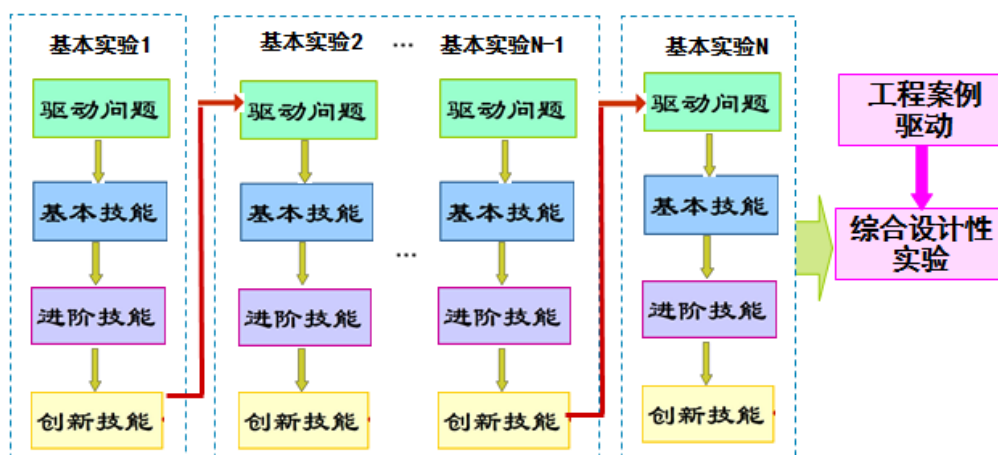 基本实验1
驱动问题
基本技能
进阶技能
创新技能
基本实验2
…
基本实验N-1
驱动问题
基本技能
进阶技能
创新技能
…
驱动问题
基本技能
进阶技能
创新技能
基本实验N
驱动问题
基本技能
进阶技能
创新技能
工程案例
驱动
综合设计性
实验